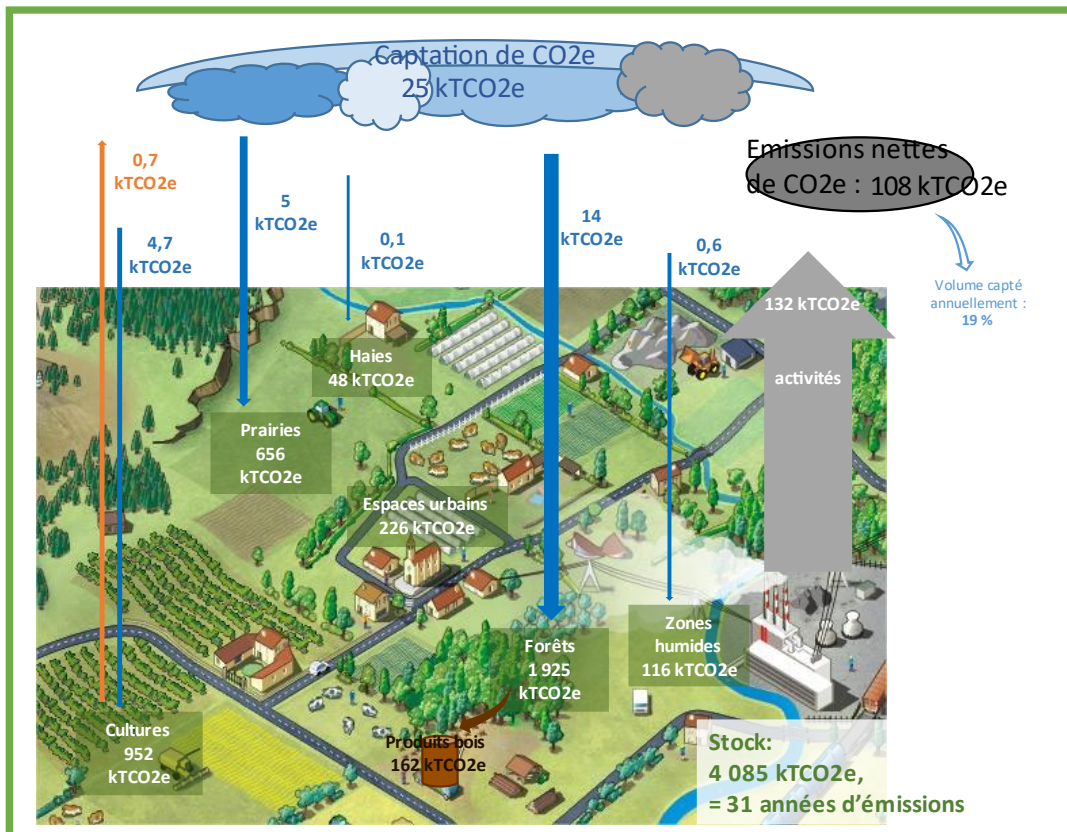 Captation de CO2e
25 kTCO2e
Emissions nettes
de CO2e : 108 kTCO2e
0,7
kTCO2e
4,7
kTCO2e
5
kTCO2e
0,1
kTCO2e
14
kTCO2e
0,6
kTCO2e
132 kTCO2e
activités
Volume capté
annuellement :
19 %
Haies
48 kTCO2e
Prairies
656
kTCO2e
Espaces urbains
226 kTCO2e
Forêts
1 925
kTCO2e
Zones
humides
116 kTCO2e
Cultures
952
kTCO2e
Produits bois
162 kTCO2e
Stock:
4 085 kTCO2e,
= 31 années d’émissions